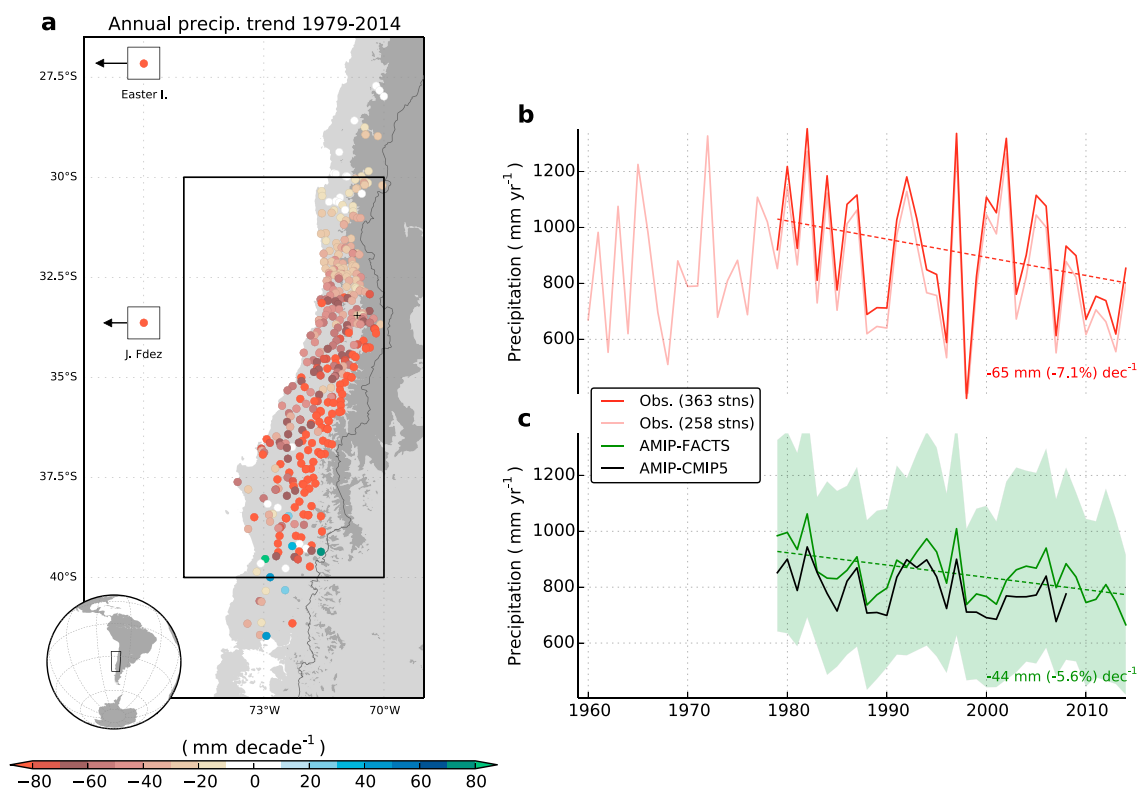 a
Annual precip. trend 1979-2014
27.5°S
30°S
32.5°S
35°S
37.5°S
40°S
Easter I.
J. Fdez
73°W
70°W
(mm decade⁻¹)
−80 −60 −40 −20 0 20 40 60 80
b
Precipitation (mm yr⁻¹)
1200
1000
800
600
-65 mm (-7.1%) dec⁻¹
Obs. (363 stns)
Obs. (258 stns)
AMIP-FACTS
AMIP-CMIP5
c
Precipitation (mm yr⁻¹)
1200
1000
800
600
-44 mm (-5.6%) dec⁻¹
1960 1970 1980 1990 2000 2010